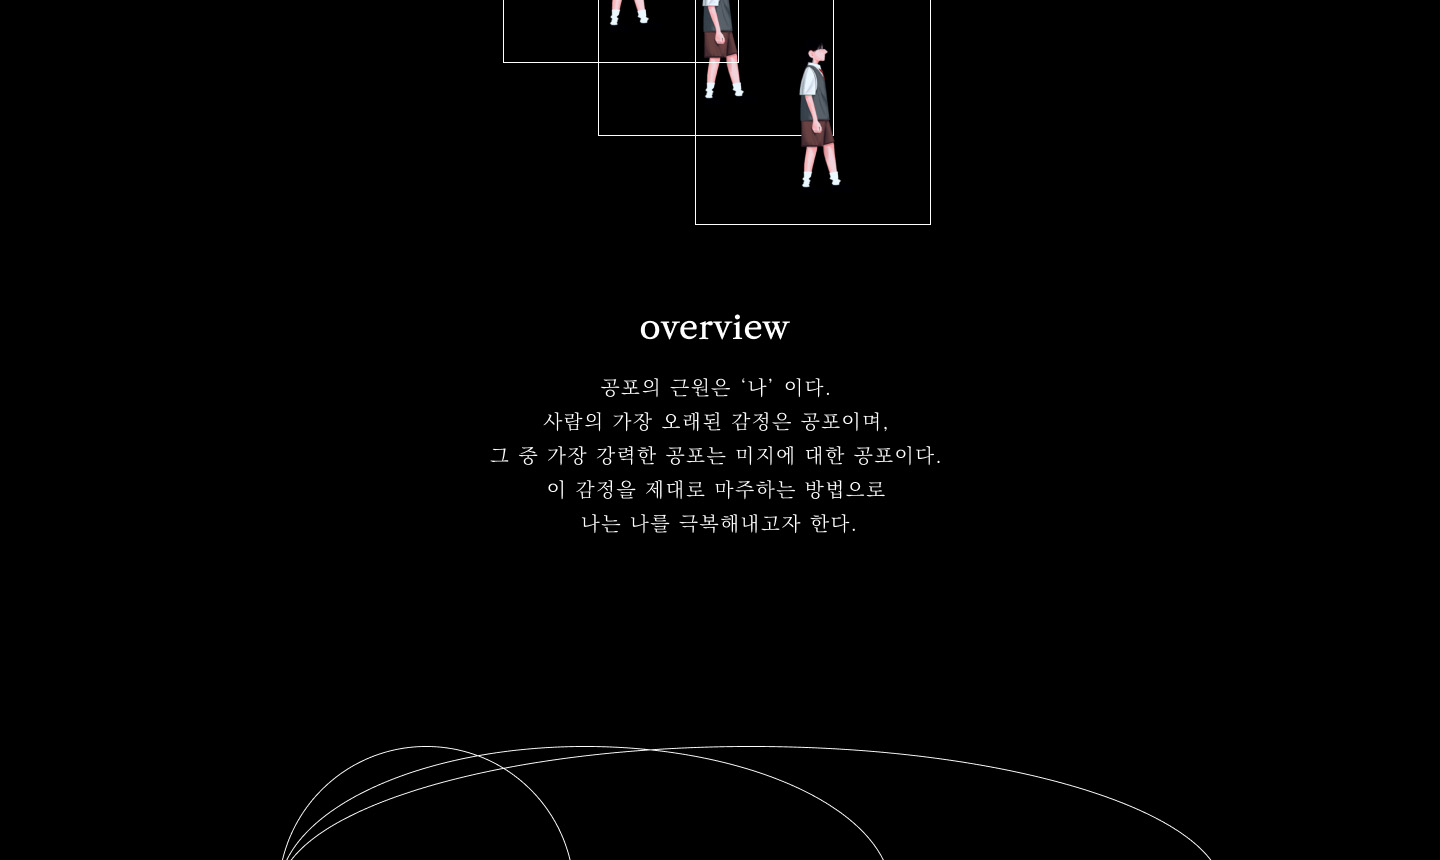 overview
공포의 근원은 ‘나’ 이다.
사람의 가장 오래된 감정은 공포이며,
그 중 가장 강력한 공포는 미지에 대한 공포이다.
이 감정을 제대로 마주하는 방법으로
나는 나를 극복해내고자 한다.